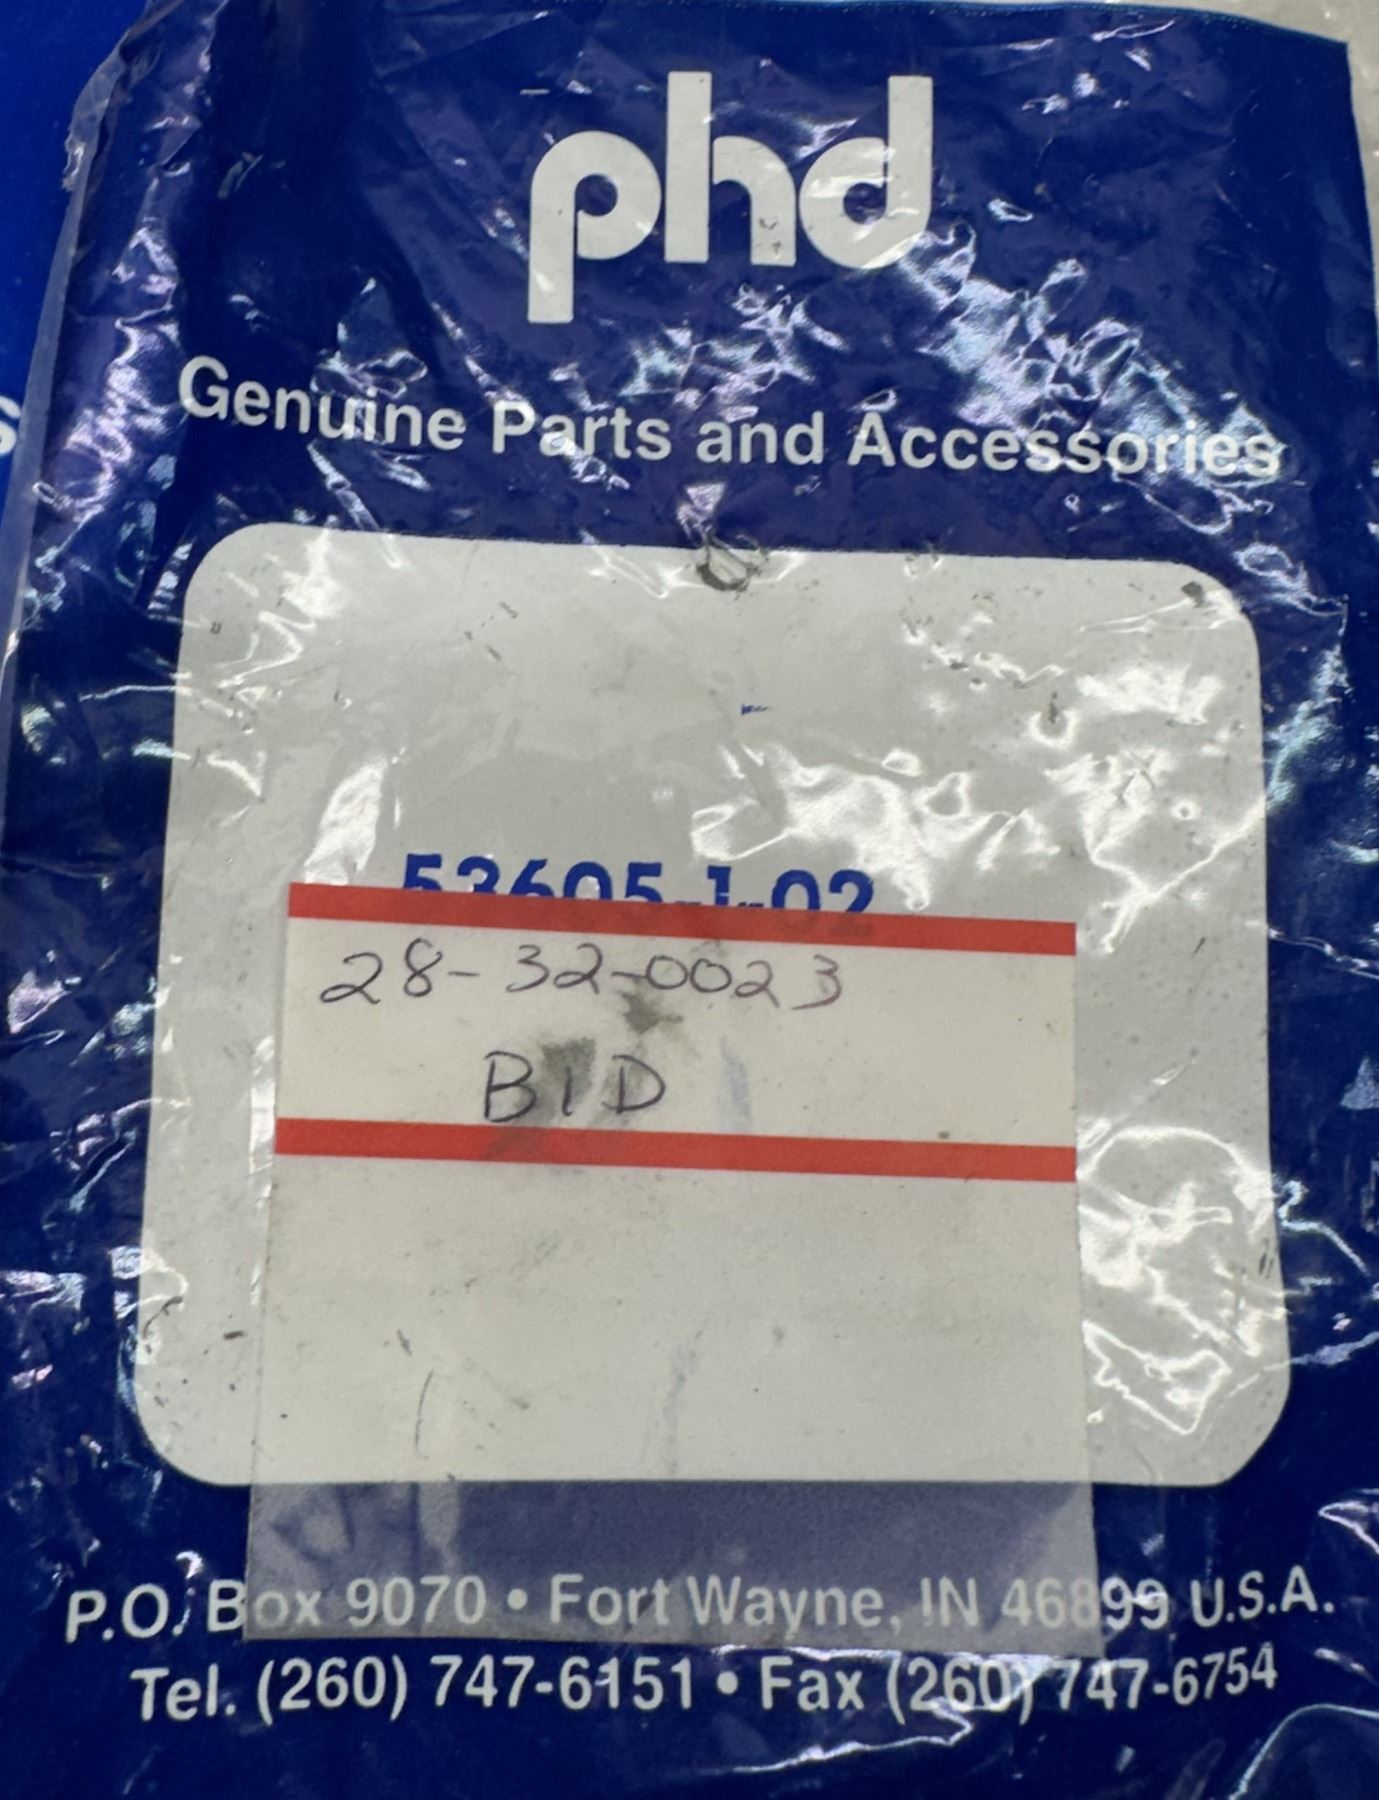 phd
Genuine Parts and Accessories
53605-1-02
28-32-0023
BID
P.O. Box 9070 • Fort Wayne, IN 46899 U.S.A.
Tel. (260) 747-6151 • Fax (260) 747-6754